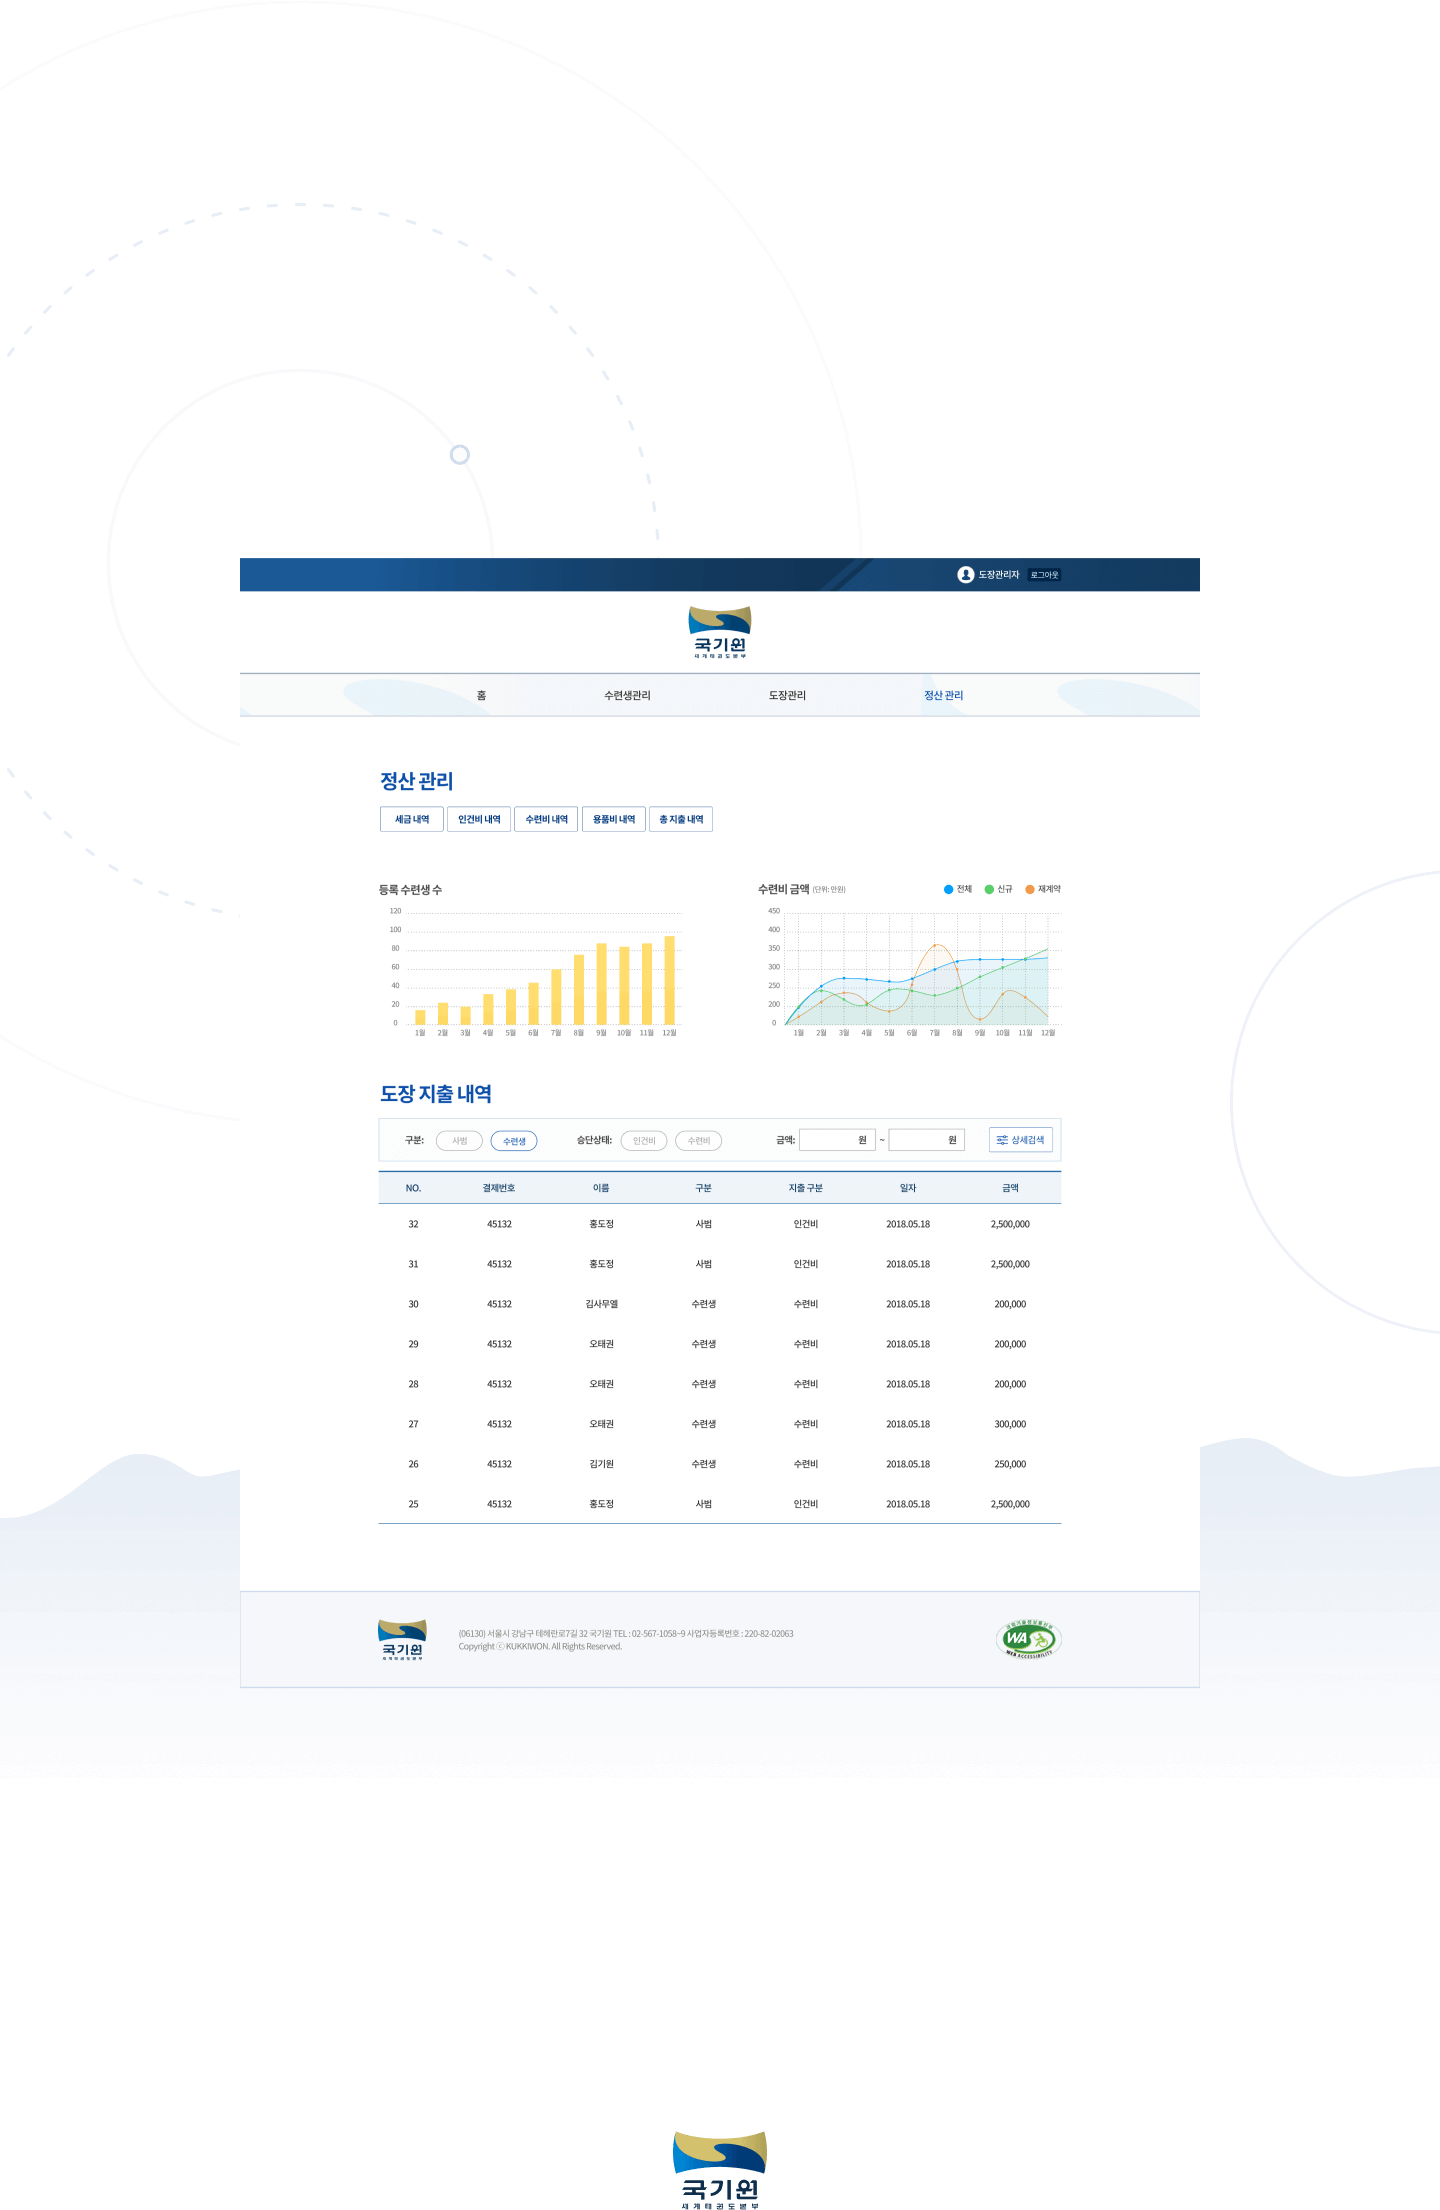 도장관리자 로그아웃
국기원
세계태권도본부
홈 수련생관리 도장관리 정산 관리
정산 관리
세금 내역 인건비 내역 수련비 내역 용품비 내역 총 지출 내역
등록 수련생 수
120
100
80
60
40
20
0
1월 2월 3월 4월 5월 6월 7월 8월 9월 10월 11월 12월
수련비 금액 (단위: 만원) 전체 신규 재계약
450
400
350
300
250
200
0
1월 2월 3월 4월 5월 6월 7월 8월 9월 10월 11월 12월
도장 지출 내역
구분: 사범 수련생 승단상태: 인건비 수련비 금액: 원 ~ 원 상세검색
NO. 결제번호 이름 구분 지출 구분 일자 금액
32 45132 홍도정 사범 인건비 2018.05.18 2,500,000
31 45132 홍도정 사범 인건비 2018.05.18 2,500,000
30 45132 김사무엘 수련생 수련비 2018.05.18 200,000
29 45132 오태권 수련생 수련비 2018.05.18 200,000
28 45132 오태권 수련생 수련비 2018.05.18 200,000
27 45132 오태권 수련생 수련비 2018.05.18 300,000
26 45132 김기원 수련생 수련비 2018.05.18 250,000
25 45132 홍도정 사범 인건비 2018.05.18 2,500,000
국기원
세계태권도본부
(06130) 서울시 강남구 테헤란로7길 32 국기원 TEL : 02-567-1058~9 사업자등록번호 : 220-82-02063
Copyright ⓒ KUKKIWON. All Rights Reserved.
WA
WEB ACCESSIBILITY
국기원
세계태권도본부